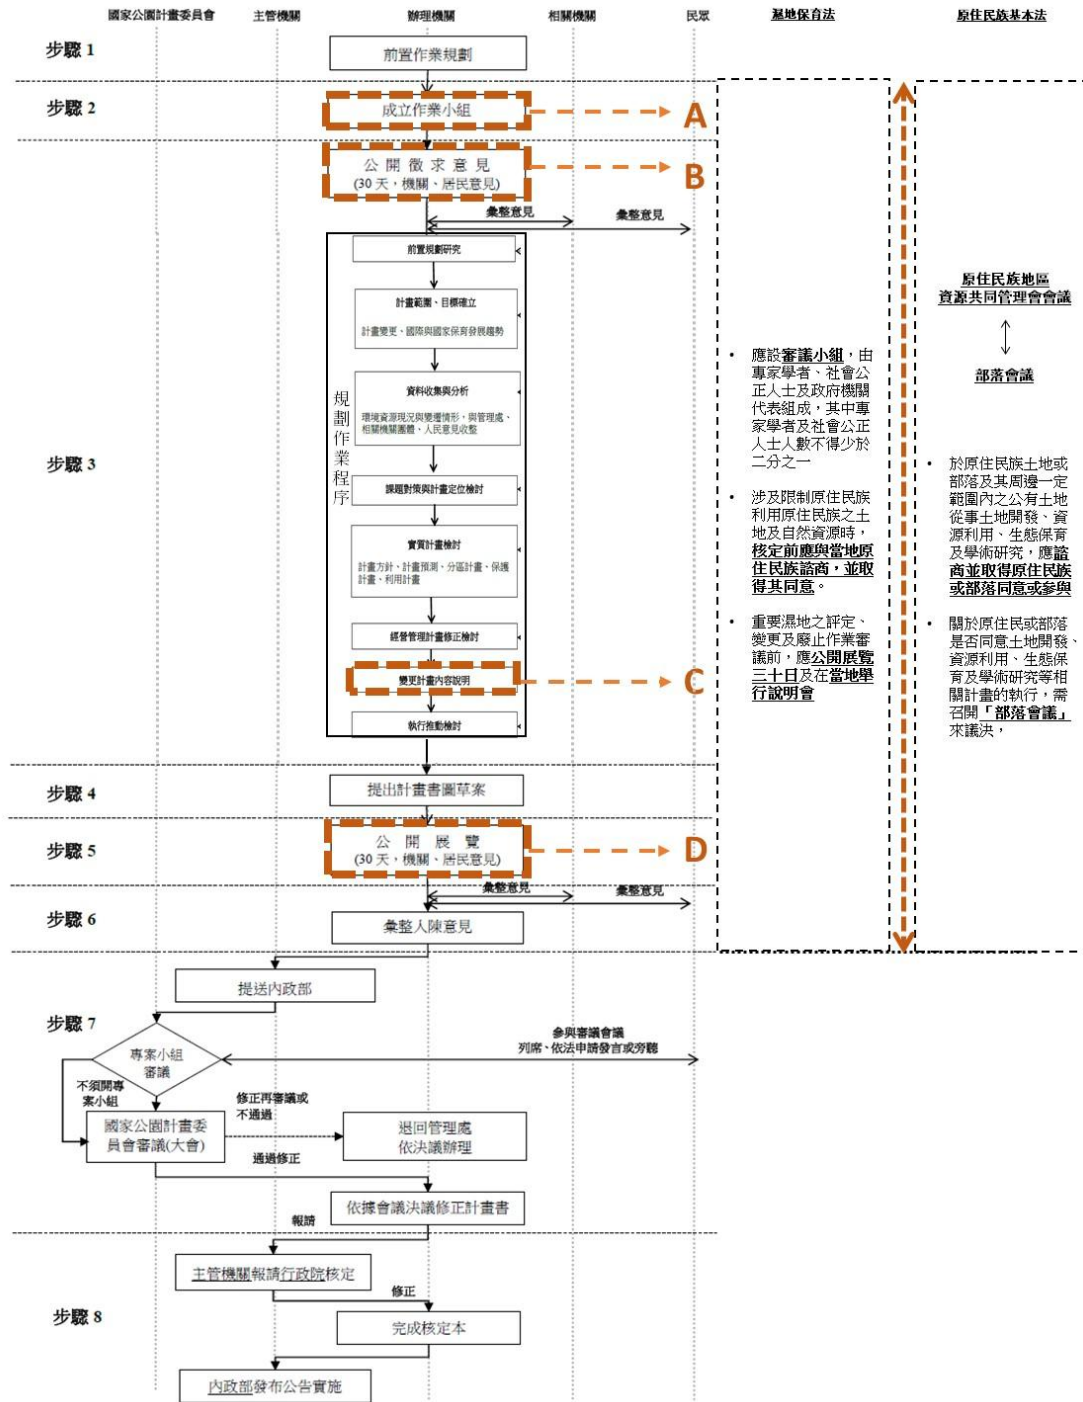 國家公園計畫委員會
主管機關
辦理機關
相關機關
民眾
濕地保育法
原住民族基本法
步驟 1
前置作業規劃
步驟 2
成立作業小組
A
公 開 徵 求 意 見
(30 天，機關、居民意見)
B
彙整意見
彙整意見
步驟 3
規劃作業程序
前置規劃研究
計畫範圍、目標確立
計畫變更、國際與國家保育發展趨勢
資料收集與分析
環境資源現況與變遷情形，與管理處、
相關機關團體、人民意見收整
課題對策與計畫定位檢討
實質計畫檢討
計畫方針、計畫預測、分區計畫、保護
計畫、利用計畫
經營管理計畫修正檢討
變更計畫內容說明
C
執行推動檢討
步驟 4
提出計畫書圖草案
步驟 5
公 開 展 覽
(30 天，機關、居民意見)
D
彙整意見
彙整意見
步驟 6
彙整人陳意見
• 應設審議小組，由
專家學者、社會公
正人士及政府機關
代表組成，其中專
家學者及社會公正
人士人數不得少於
二分之一
• 涉及限制原住民族
利用原住民族之土
地及自然資源時，
核定前應與當地原
住民族諮商，並取
得其同意。
• 重要濕地之評定、
變更及廢止作業審
議前，應公開展覽
三十日及在當地舉
行說明會
原住民族地區
資源共同管理會會議
部落會議
• 於原住民族土地或
部落及其周邊一定
範圍內之公有土地
從事土地開發、資
源利用、生態保育
及學術研究，應諮
商並取得原住民族
或部落同意或參與
• 關於原住民或部落
是否同意土地開發、
資源利用、生態保
育及學術研究等相
關計畫的執行，需
召開「部落會議」
來議決，
提送內政部
步驟 7
專案小組
審議
參與審議會議
列席、依法申請發言或旁聽
不須開專
案小組
國家公園計畫委
員會審議(大會)
修正再審議或
不通過
退回管理處
依決議辦理
通過修正
依據會議決議修正計畫書
報請
步驟 8
主管機關報請行政院核定
修正
完成核定本
內政部發布公告實施